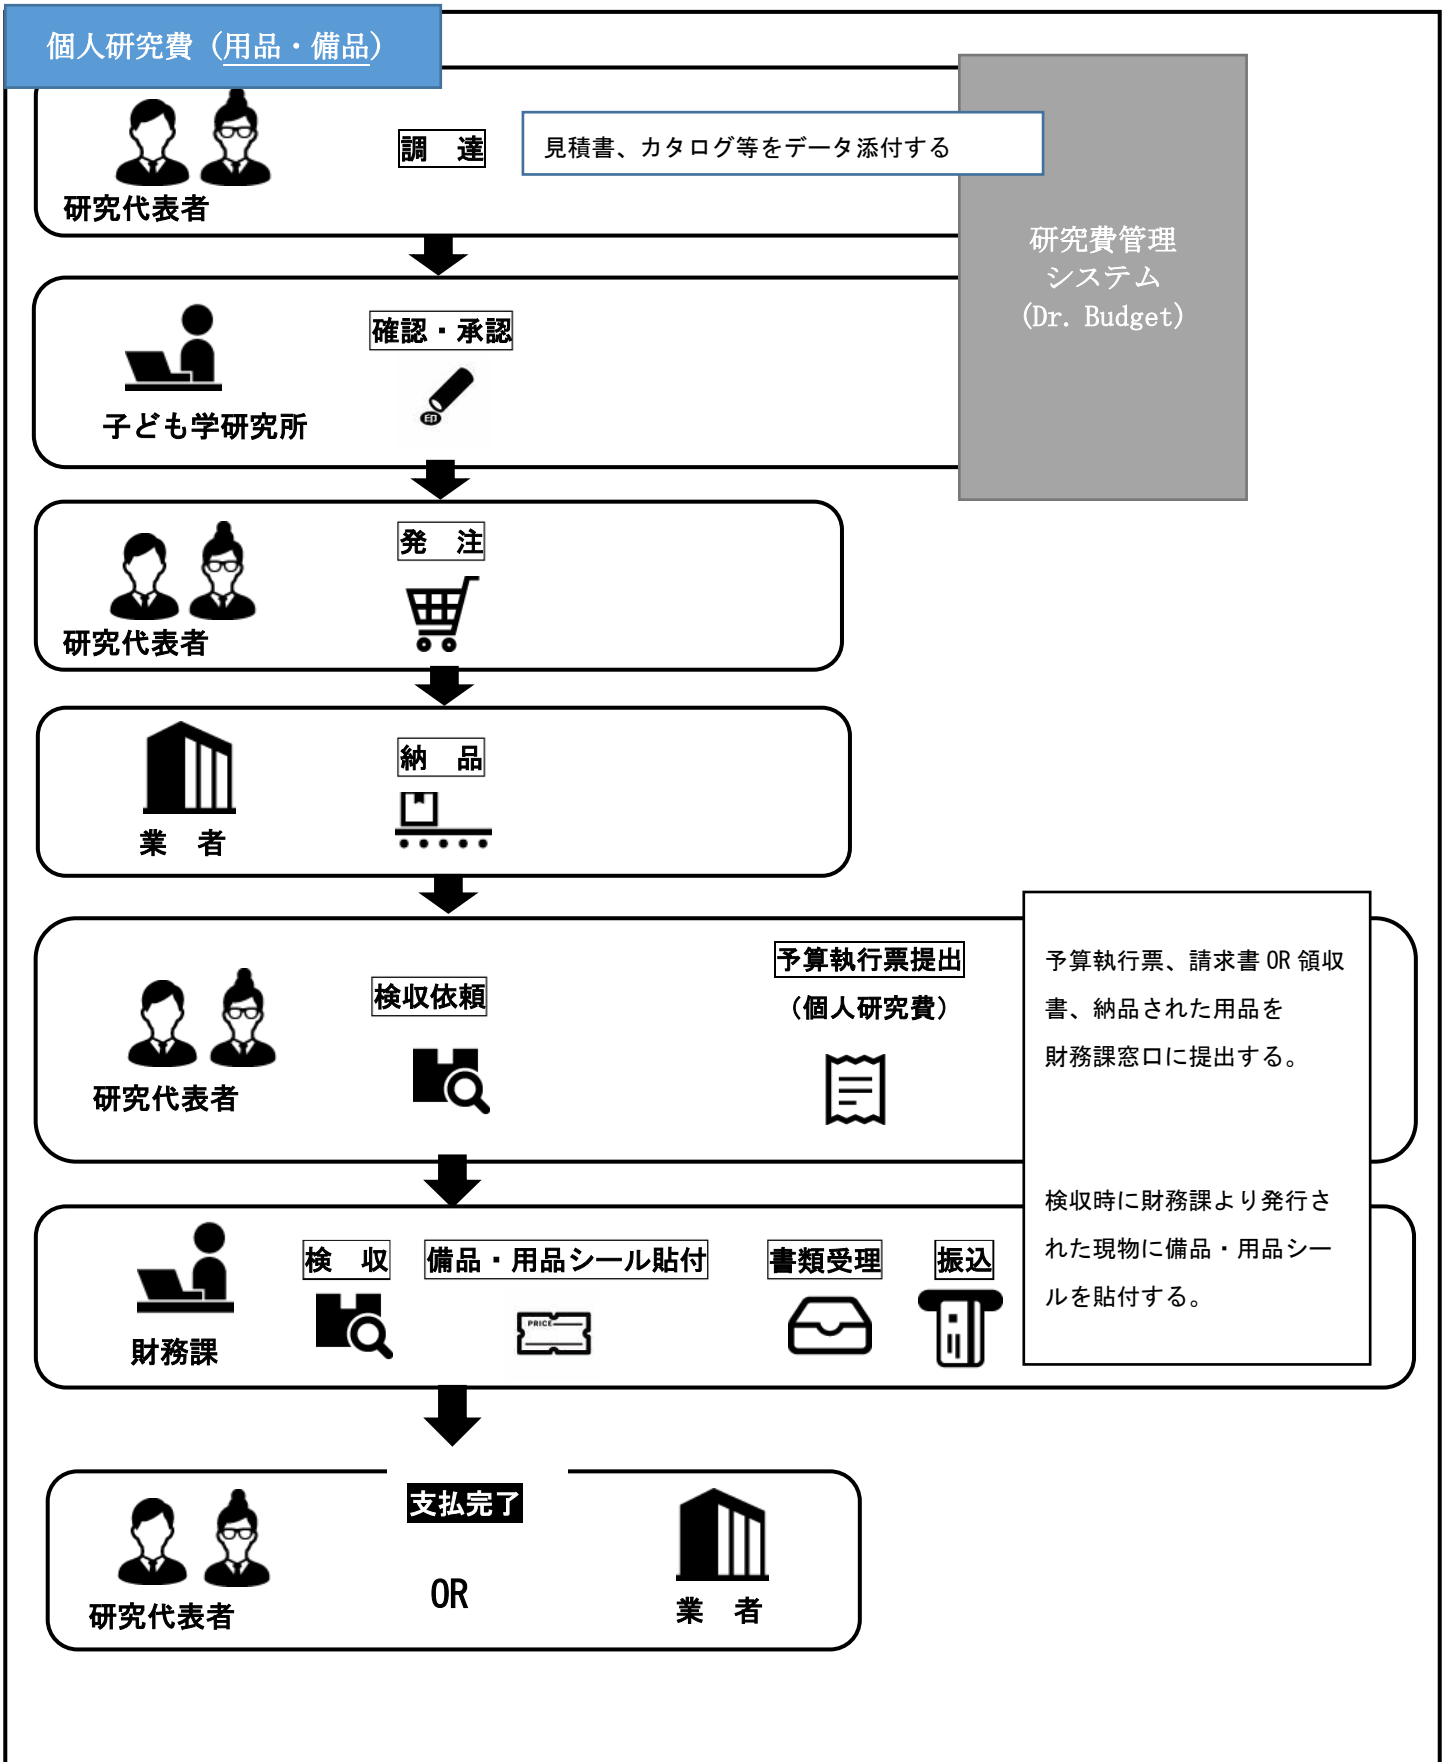 個人研究費（用品・備品）
調　達
見積書、カタログ等をデータ添付する
研究代表者
研究費管理
システム
(Dr. Budget)
確認・承認
子ども学研究所
発　注
研究代表者
納　品
業　者
検収依頼
予算執行票提出
（個人研究費）
研究代表者
予算執行票、請求書 OR 領収
書、納品された用品を
財務課窓口に提出する。
検収時に財務課より発行さ
れた現物に備品・用品シー
ルを貼付する。
検　収
備品・用品シール貼付
書類受理
振込
PRICE
財務課
支払完了
研究代表者
OR
業　者